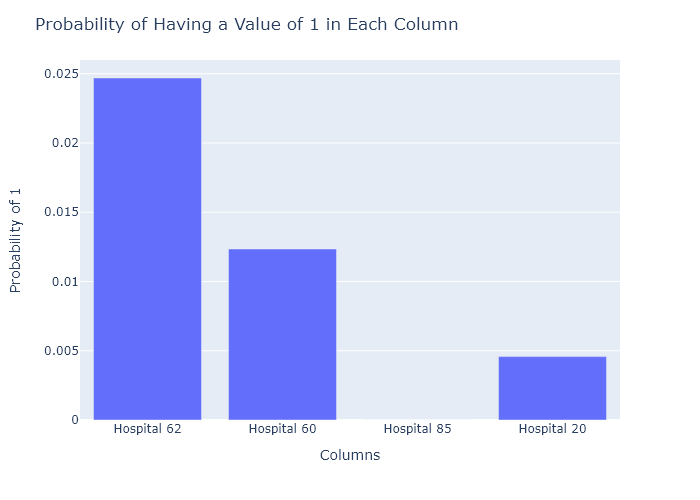 Probability of Having a Value of 1 in Each Column
Probability of 1
0.025
0.02
0.015
0.01
0.005
0
Hospital 62 Hospital 60 Hospital 85 Hospital 20
Columns